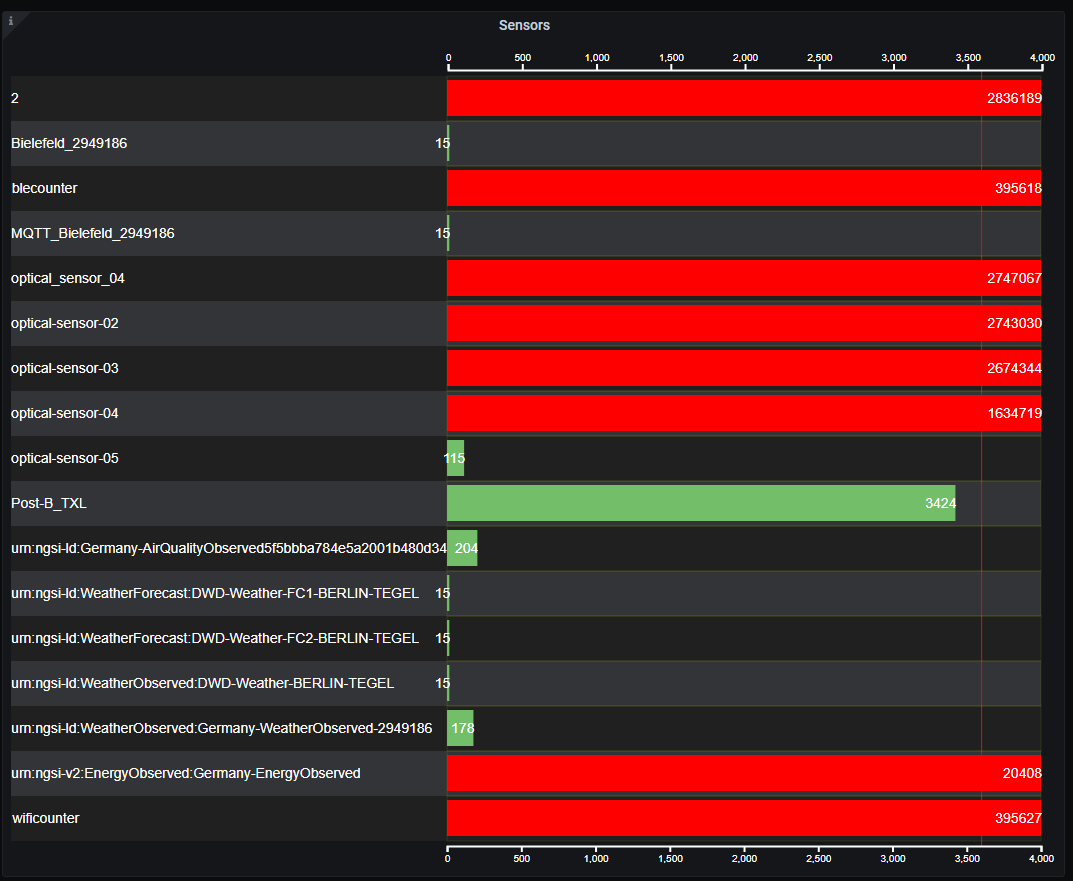 i
Sensors
0 500 1,000 1,500 2,000 2,500 3,000 3,500 4,000
2 2836189
Bielefeld_2949186 15
blecounter 395618
MQTT_Bielefeld_2949186 15
optical_sensor_04 2747067
optical-sensor-02 2743030
optical-sensor-03 2674344
optical-sensor-04 1634719
optical-sensor-05 115
Post-B_TXL 3424
urn:ngsi-ld:Germany-AirQualityObserved5f5bbba784e5a2001b480d34 204
urn:ngsi-ld:WeatherForecast:DWD-Weather-FC1-BERLIN-TEGEL 15
urn:ngsi-ld:WeatherForecast:DWD-Weather-FC2-BERLIN-TEGEL 15
urn:ngsi-ld:WeatherObserved:DWD-Weather-BERLIN-TEGEL 15
urn:ngsi-ld:WeatherObserved:Germany-WeatherObserved-2949186 178
urn:ngsi-v2:EnergyObserved:Germany-EnergyObserved 20408
wificounter 395627
0 500 1,000 1,500 2,000 2,500 3,000 3,500 4,000